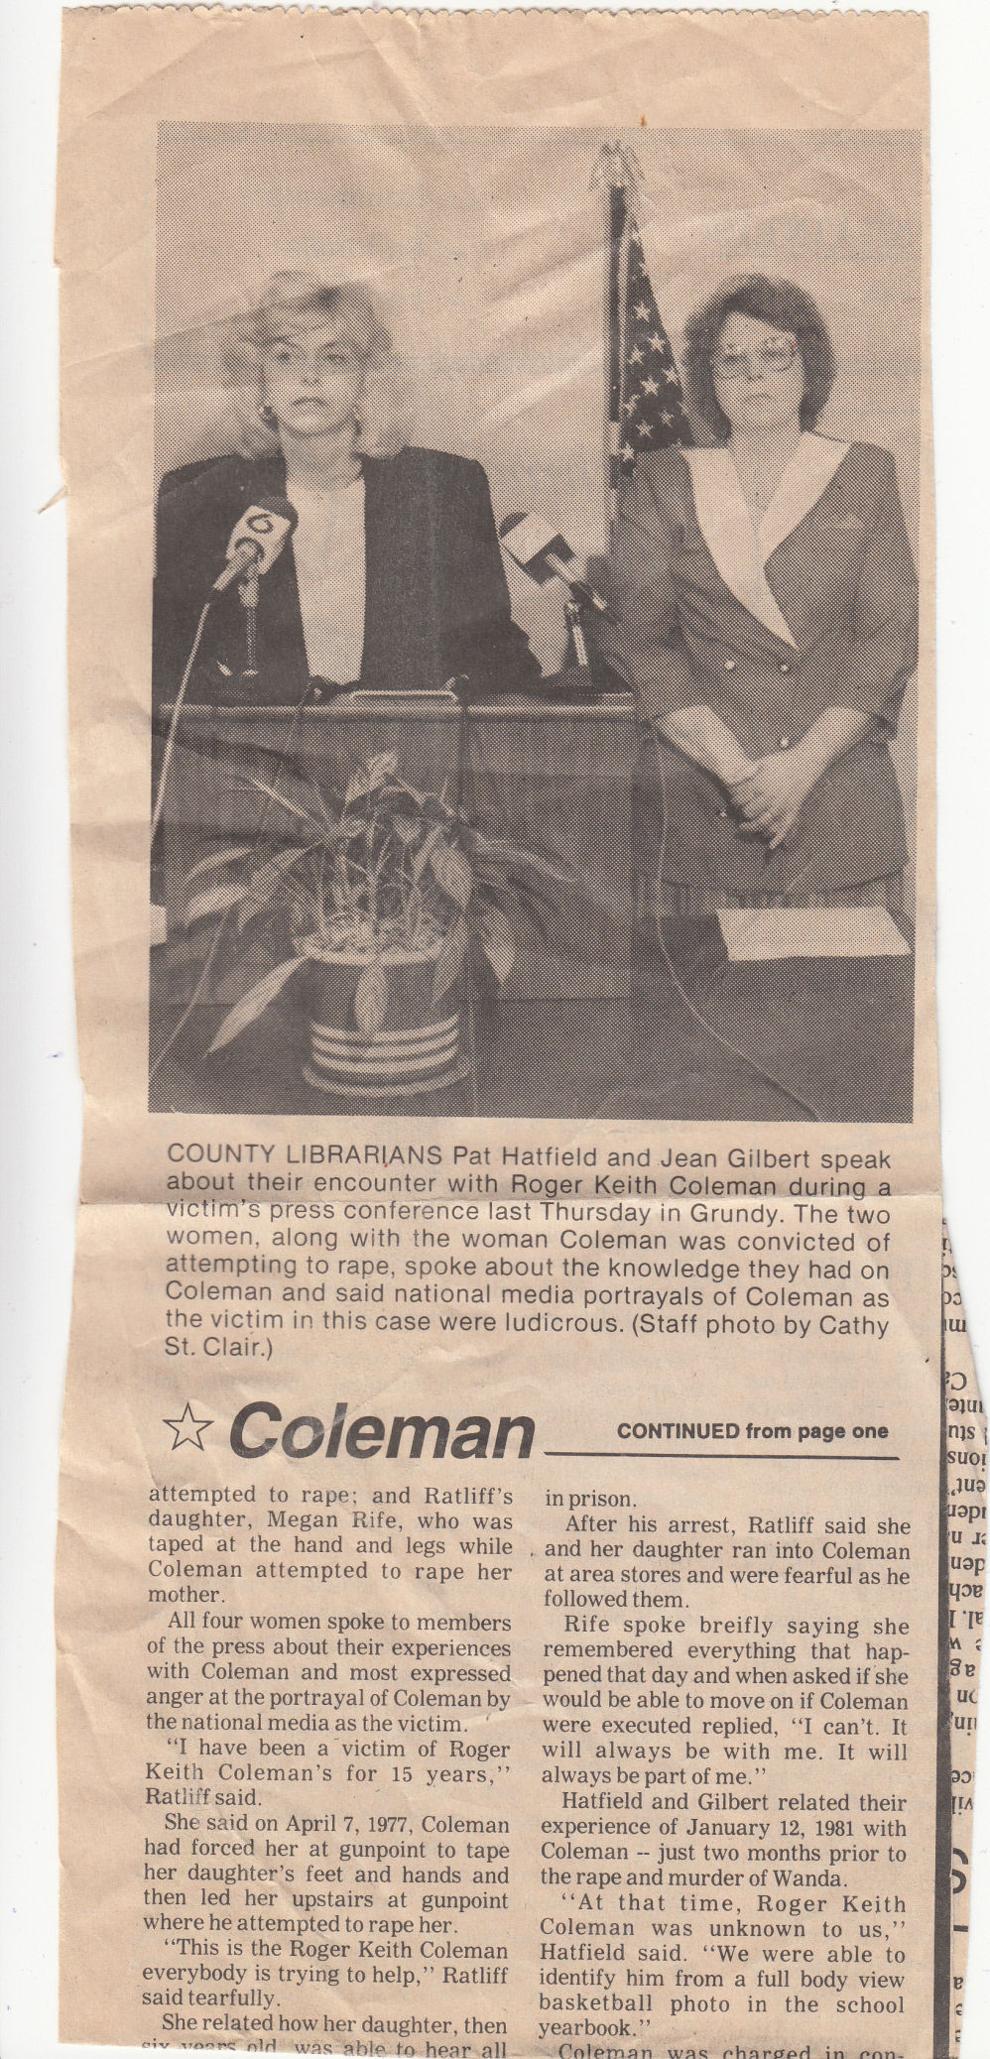 6
COUNTY LIBRARIANS Pat Hatfield and Jean Gilbert speak
about their encounter with Roger Keith Coleman during a
victim's press conference last Thursday in Grundy. The two
women, along with the woman Coleman was convicted of
attempting to rape, spoke about the knowledge they had on
Coleman and said national media portrayals of Coleman as
the victim in this case were ludicrous. (Staff photo by Cathy
St. Clair.)
Coleman
CONTINUED from page one
attempted to rape; and Ratliff's
daughter, Megan Rife, who was
taped at the hand and legs while
Coleman attempted to rape her
mother.
All four women spoke to members
of the press about their experiences
with Coleman and most expressed
anger at the portrayal of Coleman by
the national media as the victim.
"I have been a victim of Roger
Keith Coleman's for 15 years,"
Ratliff said.
She said on April 7, 1977, Coleman
had forced her at gunpoint to tape
her daughter's feet and hands and
then led her upstairs at gunpoint
where he attempted to rape her.
"This is the Roger Keith Coleman
everybody is trying to help," Ratliff
said tearfully.
She related how her daughter, then
six years old, was able to hear all
in prison.
After his arrest, Ratliff said she
and her daughter ran into Coleman
at area stores and were fearful as he
followed them.
Rife spoke breifly saying she
remembered everything that hap-
pened that day and when asked if she
would be able to move on if Coleman
were executed replied, "I can't. It
will always be with me. It will
always be part of me."
Hatfield and Gilbert related their
experience of January 12, 1981 with
Coleman -- just two months prior to
the rape and murder of Wanda.
"At that time, Roger Keith
Coleman was unknown to us,"
Hatfield said. "We were able to
identify him from a full body view
basketball photo in the school
yearbook."
Coleman was charged in con-